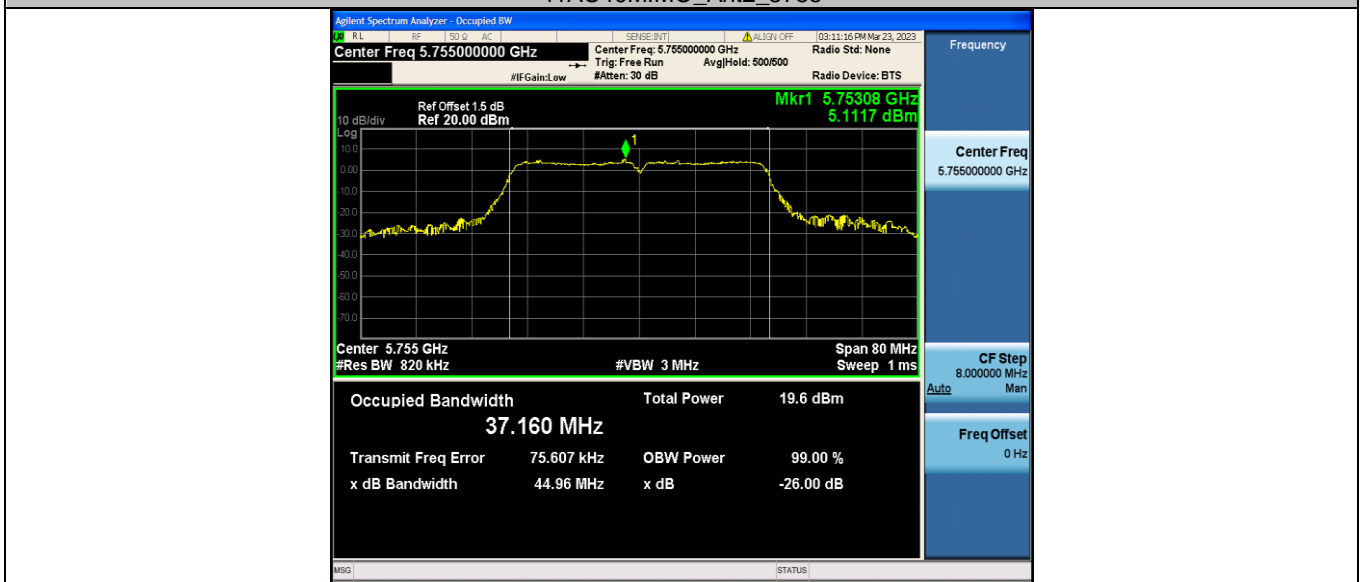 Agilent Spectrum Analyzer - Occupied BW
RL RF 50 Ω AC SENSE:INT ALIGN OFF 03:11:16 PM Mar 23, 2023
Center Freq 5.755000000 GHz
Center Freq: 5.755000000 GHz
Radio Std: None
Trig: Free Run Avg|Hold: 500/500
#IFGain:Low #Atten: 30 dB Radio Device: BTS
Frequency
Mkr1 5.75308 GHz
5.1117 dBm
Ref Offset 1.5 dB
10 dB/div Ref 20.00 dBm
Log
10.0
0.00
-10.0
-20.0
-30.0
-40.0
-50.0
-60.0
-70.0
1
Center 5.755 GHz Span 80 MHz
#Res BW 820 kHz #VBW 3 MHz Sweep 1 ms
Center Freq
5.755000000 GHz
CF Step
8.000000 MHz
Auto Man
Freq Offset
0 Hz
Occupied Bandwidth Total Power 19.6 dBm
37.160 MHz
Transmit Freq Error 75.607 kHz OBW Power 99.00 %
x dB Bandwidth 44.96 MHz x dB -26.00 dB
MSG STATUS